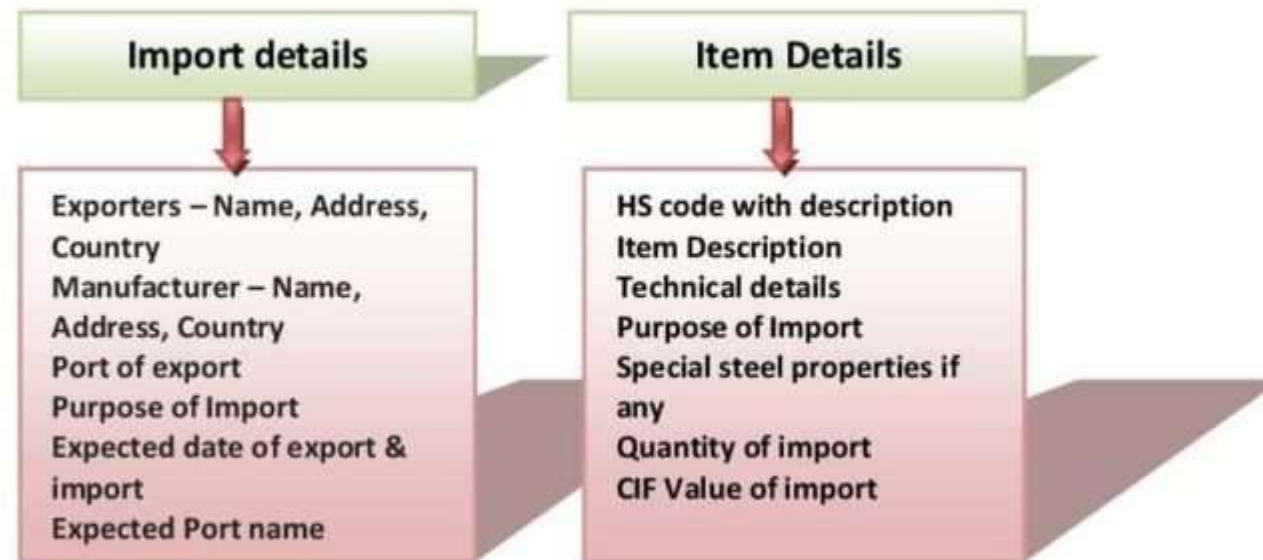 Import details
Exporters – Name, Address,
Country
Manufacturer – Name,
Address, Country
Port of export
Purpose of Import
Expected date of export &
import
Expected Port name
Item Details
HS code with description
Item Description
Technical details
Purpose of Import
Special steel properties if
any
Quantity of import
CIF Value of import